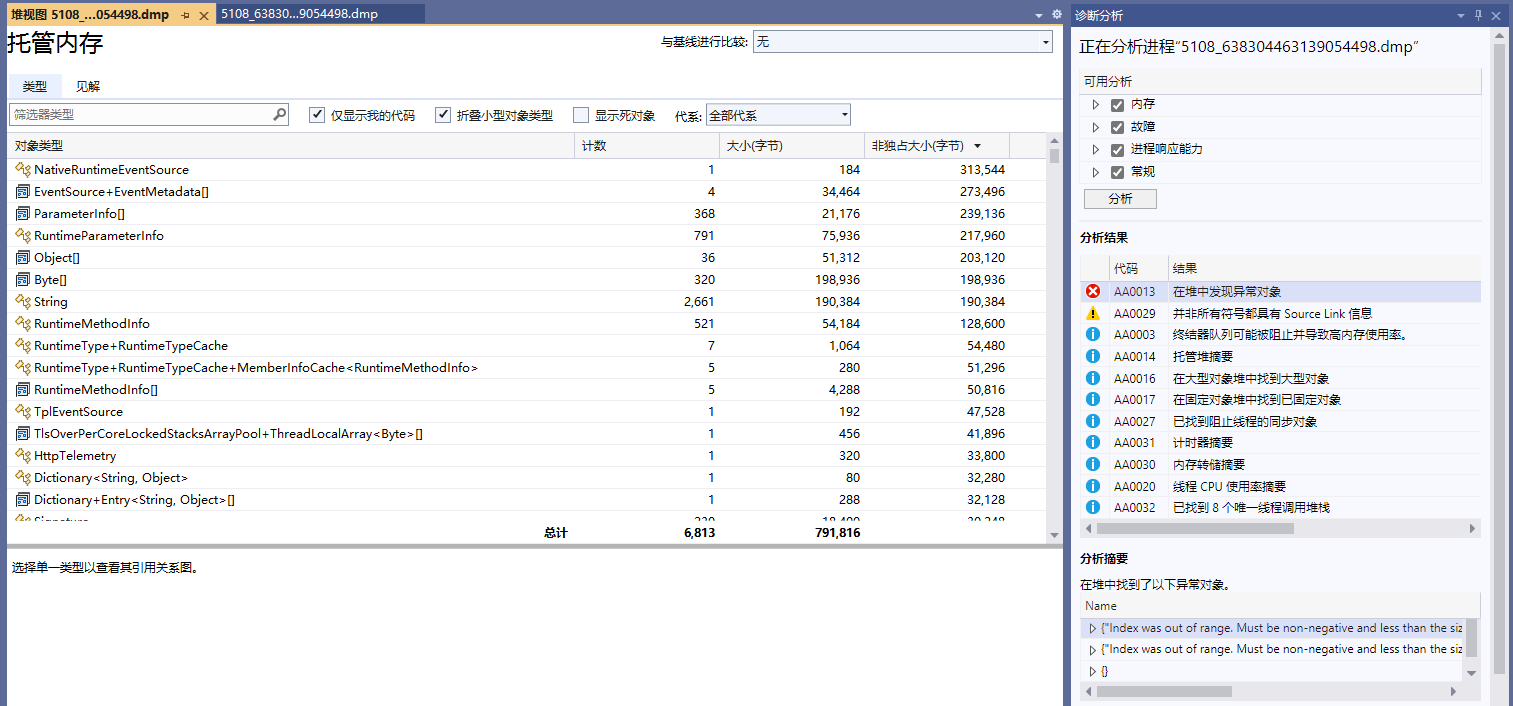 堆视图 5108_...054498.dmp
5108_63830...9054498.dmp
托管内存
与基线进行比较: 无
类型 见解
筛选器类型 仅显示我的代码 折叠小型对象类型 显示死对象 代系: 全部代系
对象类型 计数 大小(字节) 非独占大小(字节)
NativeRuntimeEventSource 1 184 313,544
EventSource+EventMetadata[] 4 34,464 273,496
ParameterInfo[] 368 21,176 239,136
RuntimeParameterInfo 791 75,936 217,960
Object[] 36 51,312 203,120
Byte[] 320 198,936 198,936
String 2,661 190,384 190,384
RuntimeMethodInfo 521 54,184 128,600
RuntimeType+RuntimeTypeCache 7 1,064 54,480
RuntimeType+RuntimeTypeCache+MemberInfoCache<RuntimeMethodInfo> 5 280 51,296
RuntimeMethodInfo[] 5 4,288 50,816
TplEventSource 1 192 47,528
TlsOverPerCoreLockedStacksArrayPool+ThreadLocalArray<Byte>[] 1 456 41,896
HttpTelemetry 1 320 33,800
Dictionary<String, Object> 1 80 32,280
Dictionary+Entry<String, Object>[] 1 288 32,128
总计 6,813 791,816
选择单一类型以查看其引用关系图。
诊断分析
正在分析进程“5108_638304463139054498.dmp”
可用分析
内存
故障
进程响应能力
常规
分析
分析结果
代码 结果
AA0013 在堆中发现异常对象
AA0029 并非所有符号都具有 Source Link 信息
AA0003 终结器队列可能被阻止并导致高内存使用率。
AA0014 托管堆摘要
AA0016 在大型对象堆中找到大型对象
AA0017 在固定对象堆中找到已固定对象
AA0027 已找到阻止线程的同步对象
AA0031 计时器摘要
AA0030 内存转储摘要
AA0020 线程 CPU 使用率摘要
AA0032 已找到 8 个唯一线程调用堆栈
分析摘要
在堆中找到了以下异常对象。
Name
{"Index was out of range. Must be non-negative and less than the siz
{"Index was out of range. Must be non-negative and less than the siz
{}